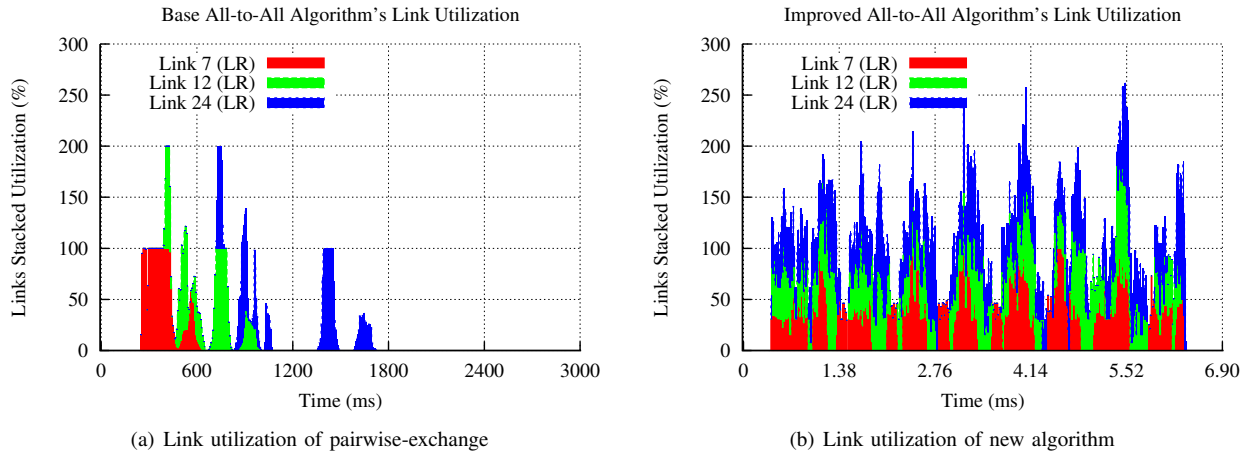 Base All-to-All Algorithm's Link Utilization
300
250
200
150
100
50
0
Links Stacked Utilization (%)
Link 7 (LR)
Link 12 (LR)
Link 24 (LR)
0 600 1200 1800 2400 3000
Time (ms)
(a) Link utilization of pairwise-exchange
Improved All-to-All Algorithm's Link Utilization
300
250
200
150
100
50
0
Links Stacked Utilization (%)
Link 7 (LR)
Link 12 (LR)
Link 24 (LR)
0 1.38 2.76 4.14 5.52 6.90
Time (ms)
(b) Link utilization of new algorithm